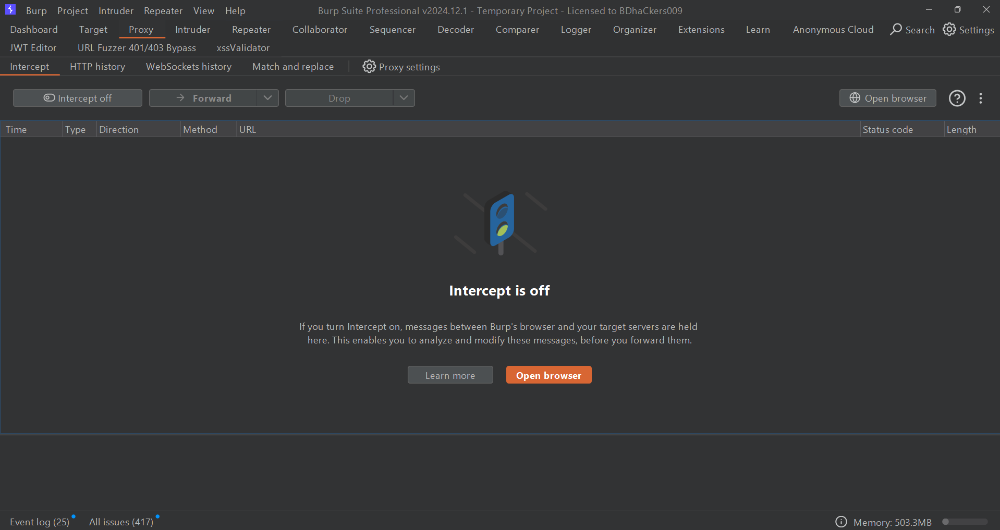 Burp Project Intruder Repeater View Help Burp Suite Professional v2024.12.1 - Temporary Project - Licensed to BDhaCkers009
Dashboard Target Proxy Intruder Repeater Collaborator Sequencer Decoder Comparer Logger Organizer Extensions Learn Anonymous Cloud Search Settings
JWT Editor URL Fuzzer 401/403 Bypass xssValidator
Intercept HTTP history WebSockets history Match and replace Proxy settings
Intercept off Forward Drop Open browser
Time Type Direction Method URL Status code Length
Intercept is off
If you turn Intercept on, messages between Burp's browser and your target servers are held
here. This enables you to analyze and modify these messages, before you forward them.
Learn more Open browser
Event log (25) All issues (417) Memory: 503.3MB